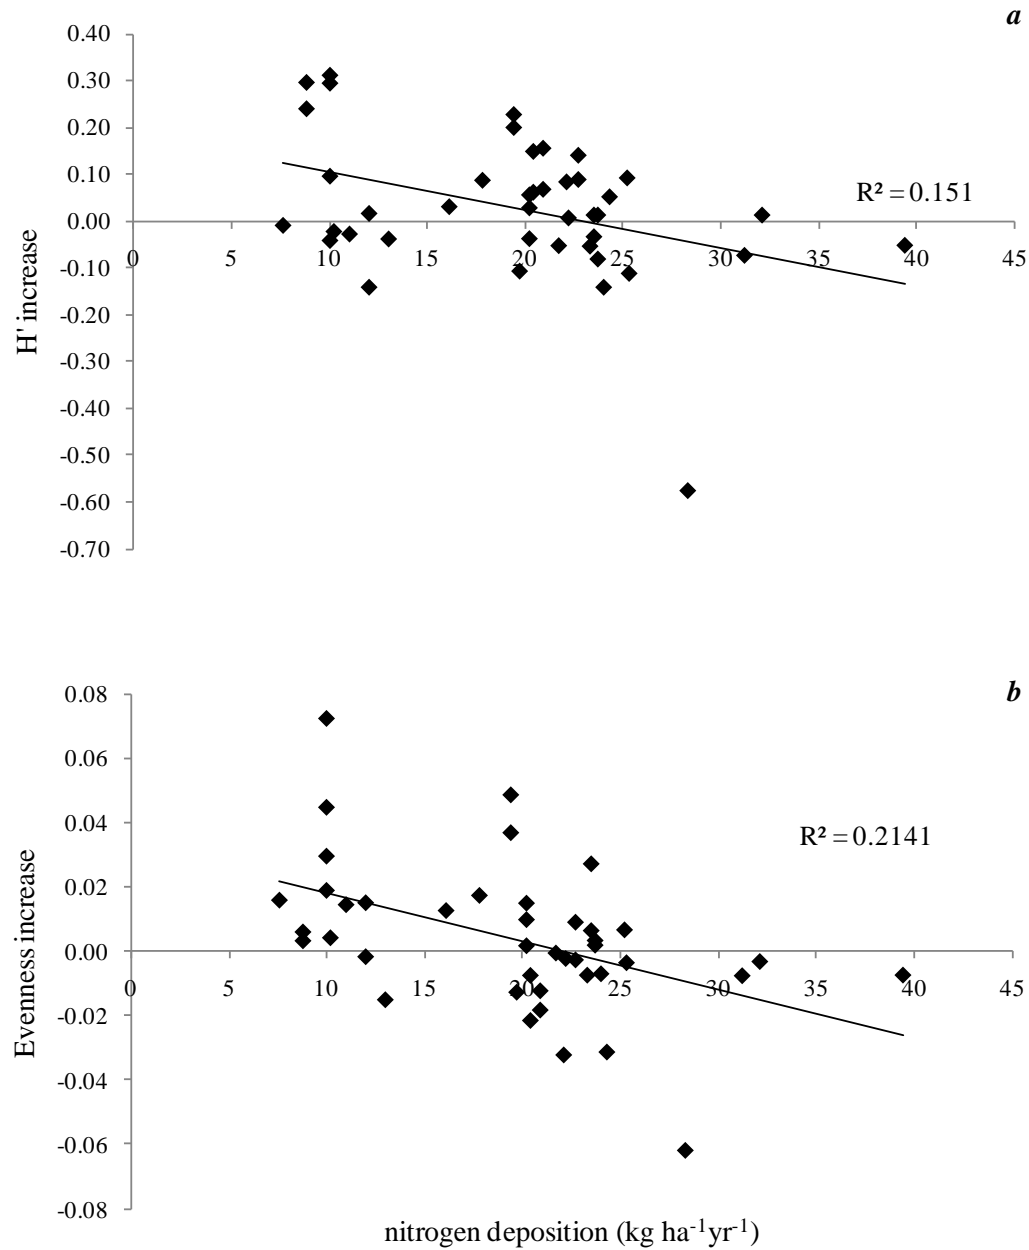 a
0.40
0.30
0.20
0.10
0.00
-0.10
-0.20
-0.30
-0.40
-0.50
-0.60
-0.70
H' increase
0 5 10 15 20 25 30 35 40 45
R² = 0.151
b
0.08
0.06
0.04
0.02
0.00
-0.02
-0.04
-0.06
-0.08
Evenness increase
0 5 10 15 20 25 30 35 40 45
R² = 0.2141
nitrogen deposition (kg ha⁻¹yr⁻¹)